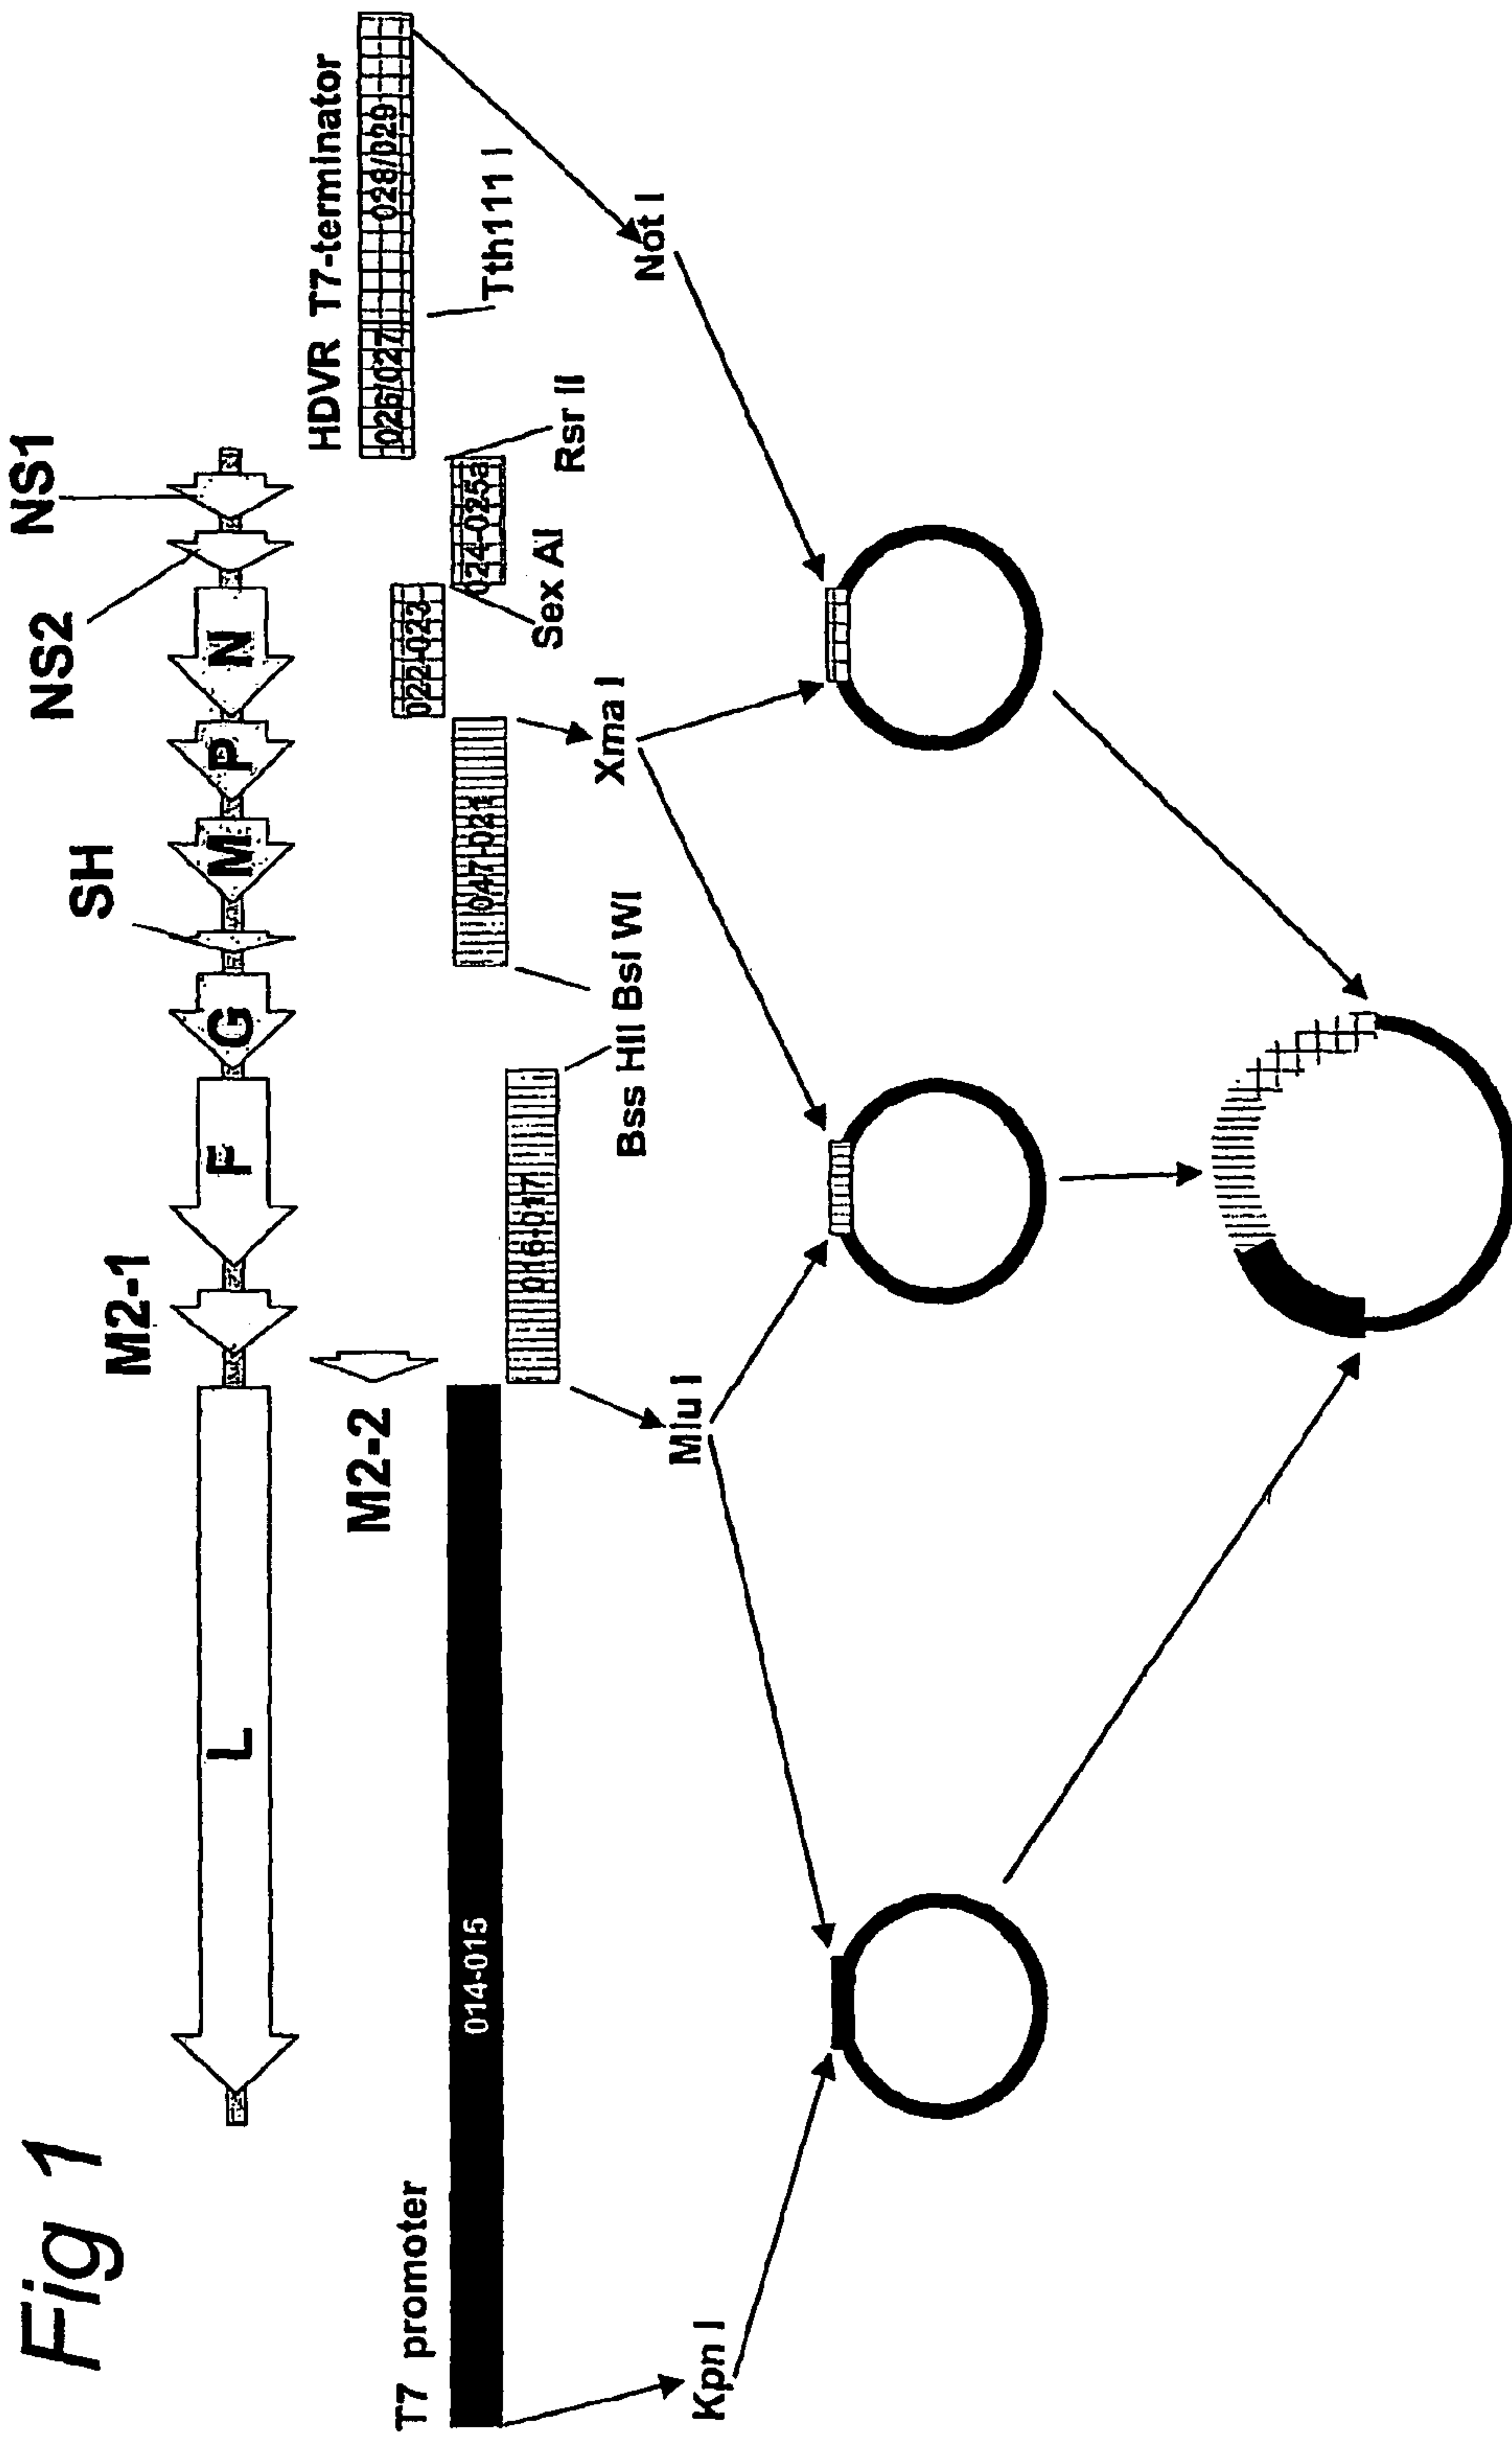 Fig 1
NS1
NS2
SH
M2-1
L
F
G
M
P
N
M2-2
HDVR T7-terminator
T7 promoter
014-015
016-017
047-021
022-023
024-025a
026/027
028/029
Tth111 I
Rsr II
Sex AI
Xma I
Not I
Bss HII
Bsi WI
Mlu I
Kpn I